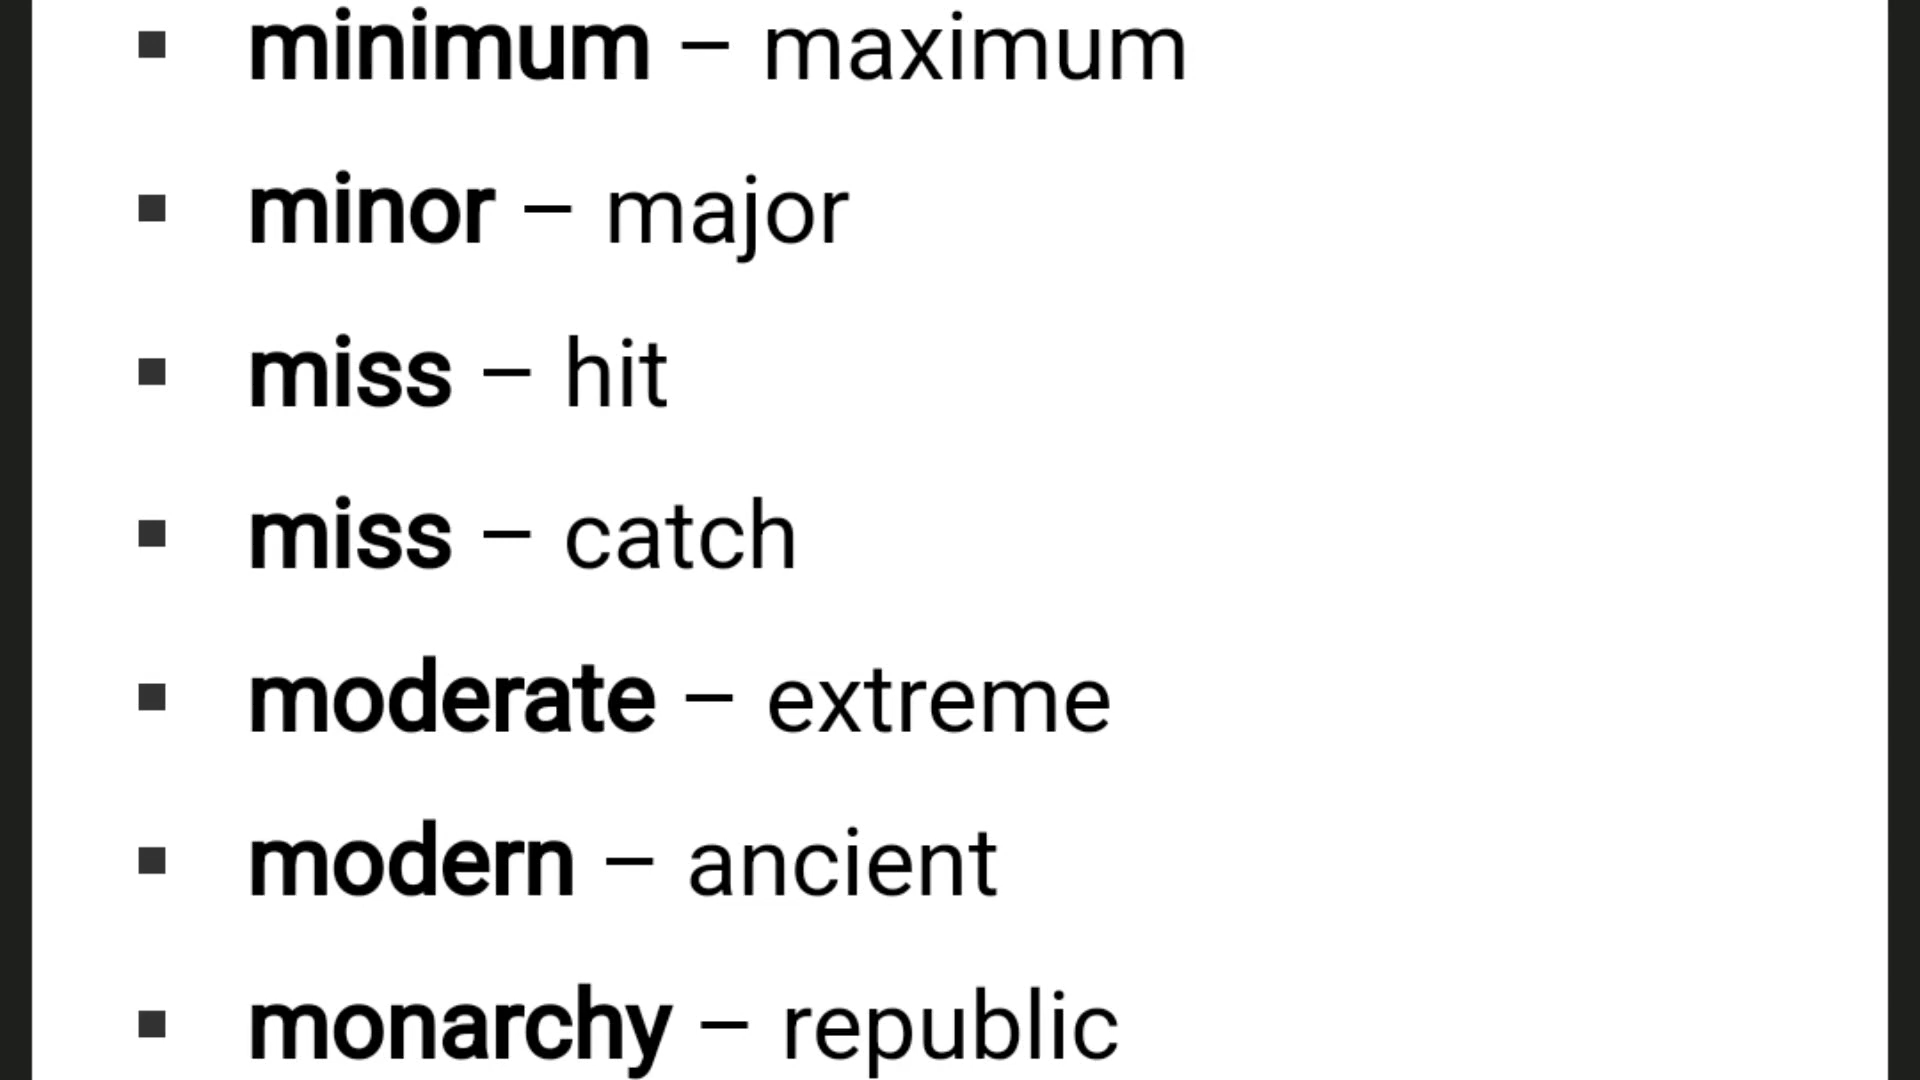 ▪ minimum – maximum
▪ minor – major
▪ miss – hit
▪ miss – catch
▪ moderate – extreme
▪ modern – ancient
▪ monarchy – republic